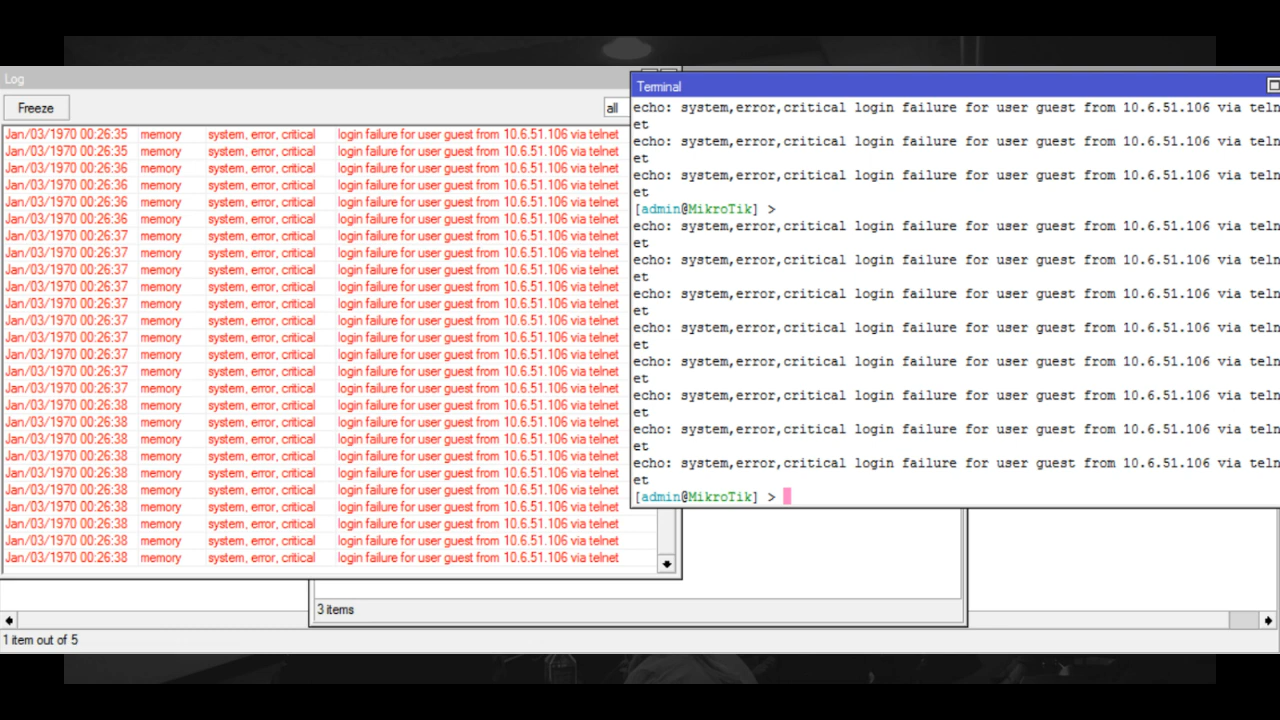 Log
Freeze
all
Jan/03/1970 00:26:35 memory system, error, critical login failure for user guest from 10.6.51.106 via telnet
Jan/03/1970 00:26:35 memory system, error, critical login failure for user guest from 10.6.51.106 via telnet
Jan/03/1970 00:26:36 memory system, error, critical login failure for user guest from 10.6.51.106 via telnet
Jan/03/1970 00:26:36 memory system, error, critical login failure for user guest from 10.6.51.106 via telnet
Jan/03/1970 00:26:36 memory system, error, critical login failure for user guest from 10.6.51.106 via telnet
Jan/03/1970 00:26:36 memory system, error, critical login failure for user guest from 10.6.51.106 via telnet
Jan/03/1970 00:26:37 memory system, error, critical login failure for user guest from 10.6.51.106 via telnet
Jan/03/1970 00:26:37 memory system, error, critical login failure for user guest from 10.6.51.106 via telnet
Jan/03/1970 00:26:37 memory system, error, critical login failure for user guest from 10.6.51.106 via telnet
Jan/03/1970 00:26:37 memory system, error, critical login failure for user guest from 10.6.51.106 via telnet
Jan/03/1970 00:26:37 memory system, error, critical login failure for user guest from 10.6.51.106 via telnet
Jan/03/1970 00:26:37 memory system, error, critical login failure for user guest from 10.6.51.106 via telnet
Jan/03/1970 00:26:37 memory system, error, critical login failure for user guest from 10.6.51.106 via telnet
Jan/03/1970 00:26:37 memory system, error, critical login failure for user guest from 10.6.51.106 via telnet
Jan/03/1970 00:26:37 memory system, error, critical login failure for user guest from 10.6.51.106 via telnet
Jan/03/1970 00:26:37 memory system, error, critical login failure for user guest from 10.6.51.106 via telnet
Jan/03/1970 00:26:38 memory system, error, critical login failure for user guest from 10.6.51.106 via telnet
Jan/03/1970 00:26:38 memory system, error, critical login failure for user guest from 10.6.51.106 via telnet
Jan/03/1970 00:26:38 memory system, error, critical login failure for user guest from 10.6.51.106 via telnet
Jan/03/1970 00:26:38 memory system, error, critical login failure for user guest from 10.6.51.106 via telnet
Jan/03/1970 00:26:38 memory system, error, critical login failure for user guest from 10.6.51.106 via telnet
Jan/03/1970 00:26:38 memory system, error, critical login failure for user guest from 10.6.51.106 via telnet
Jan/03/1970 00:26:38 memory system, error, critical login failure for user guest from 10.6.51.106 via telnet
Jan/03/1970 00:26:38 memory system, error, critical login failure for user guest from 10.6.51.106 via telnet
Jan/03/1970 00:26:38 memory system, error, critical login failure for user guest from 10.6.51.106 via telnet
Jan/03/1970 00:26:38 memory system, error, critical login failure for user guest from 10.6.51.106 via telnet
Terminal
echo: system,error,critical login failure for user guest from 10.6.51.106 via teln
et
echo: system,error,critical login failure for user guest from 10.6.51.106 via teln
et
echo: system,error,critical login failure for user guest from 10.6.51.106 via teln
et
[admin@MikroTik] >
echo: system,error,critical login failure for user guest from 10.6.51.106 via teln
et
echo: system,error,critical login failure for user guest from 10.6.51.106 via teln
et
echo: system,error,critical login failure for user guest from 10.6.51.106 via teln
et
echo: system,error,critical login failure for user guest from 10.6.51.106 via teln
et
echo: system,error,critical login failure for user guest from 10.6.51.106 via teln
et
echo: system,error,critical login failure for user guest from 10.6.51.106 via teln
et
echo: system,error,critical login failure for user guest from 10.6.51.106 via teln
et
echo: system,error,critical login failure for user guest from 10.6.51.106 via teln
et
[admin@MikroTik] >
3 items
1 item out of 5